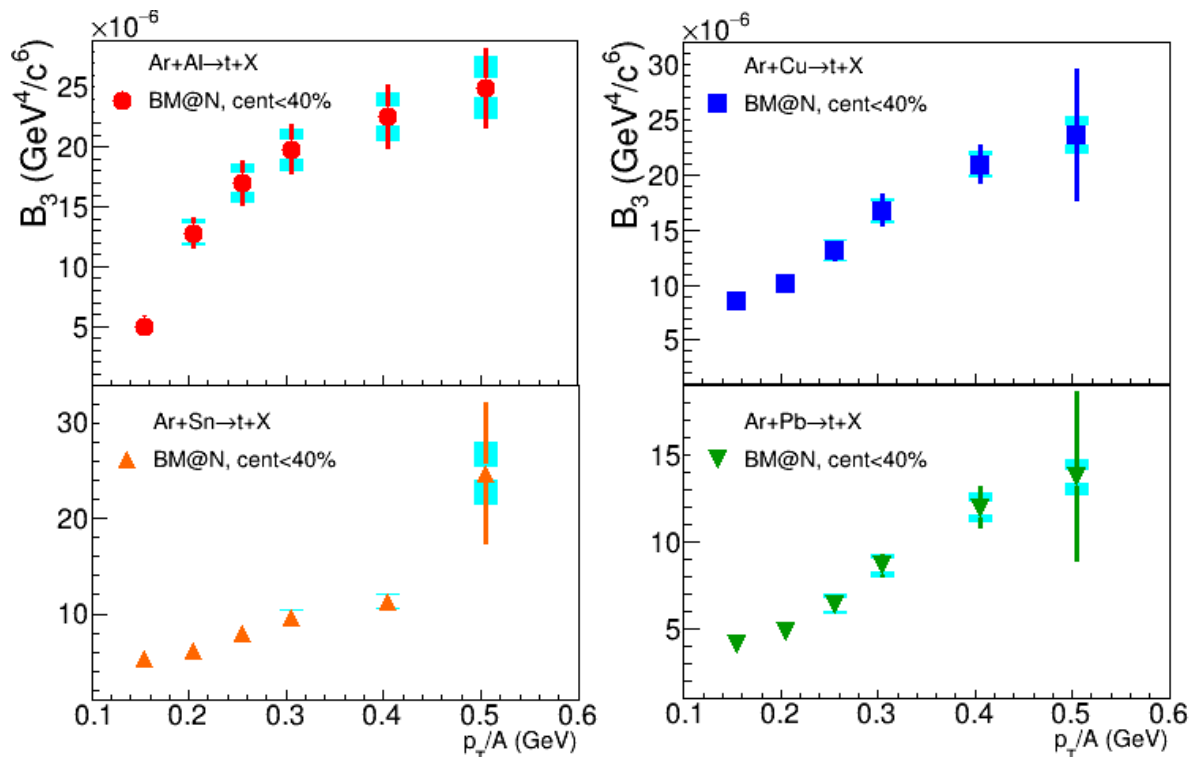 ×10⁻⁶
B₃ (GeV⁴/c⁶)
Ar+Al→t+X
BM@N, cent<40%
25
20
15
10
5
×10⁻⁶
B₃ (GeV⁴/c⁶)
Ar+Cu→t+X
BM@N, cent<40%
30
25
20
15
10
5
Ar+Sn→t+X
BM@N, cent<40%
30
20
10
0.1 0.2 0.3 0.4 0.5 0.6
p_T/A (GeV)
Ar+Pb→t+X
BM@N, cent<40%
15
10
5
0.1 0.2 0.3 0.4 0.5 0.6
p_T/A (GeV)